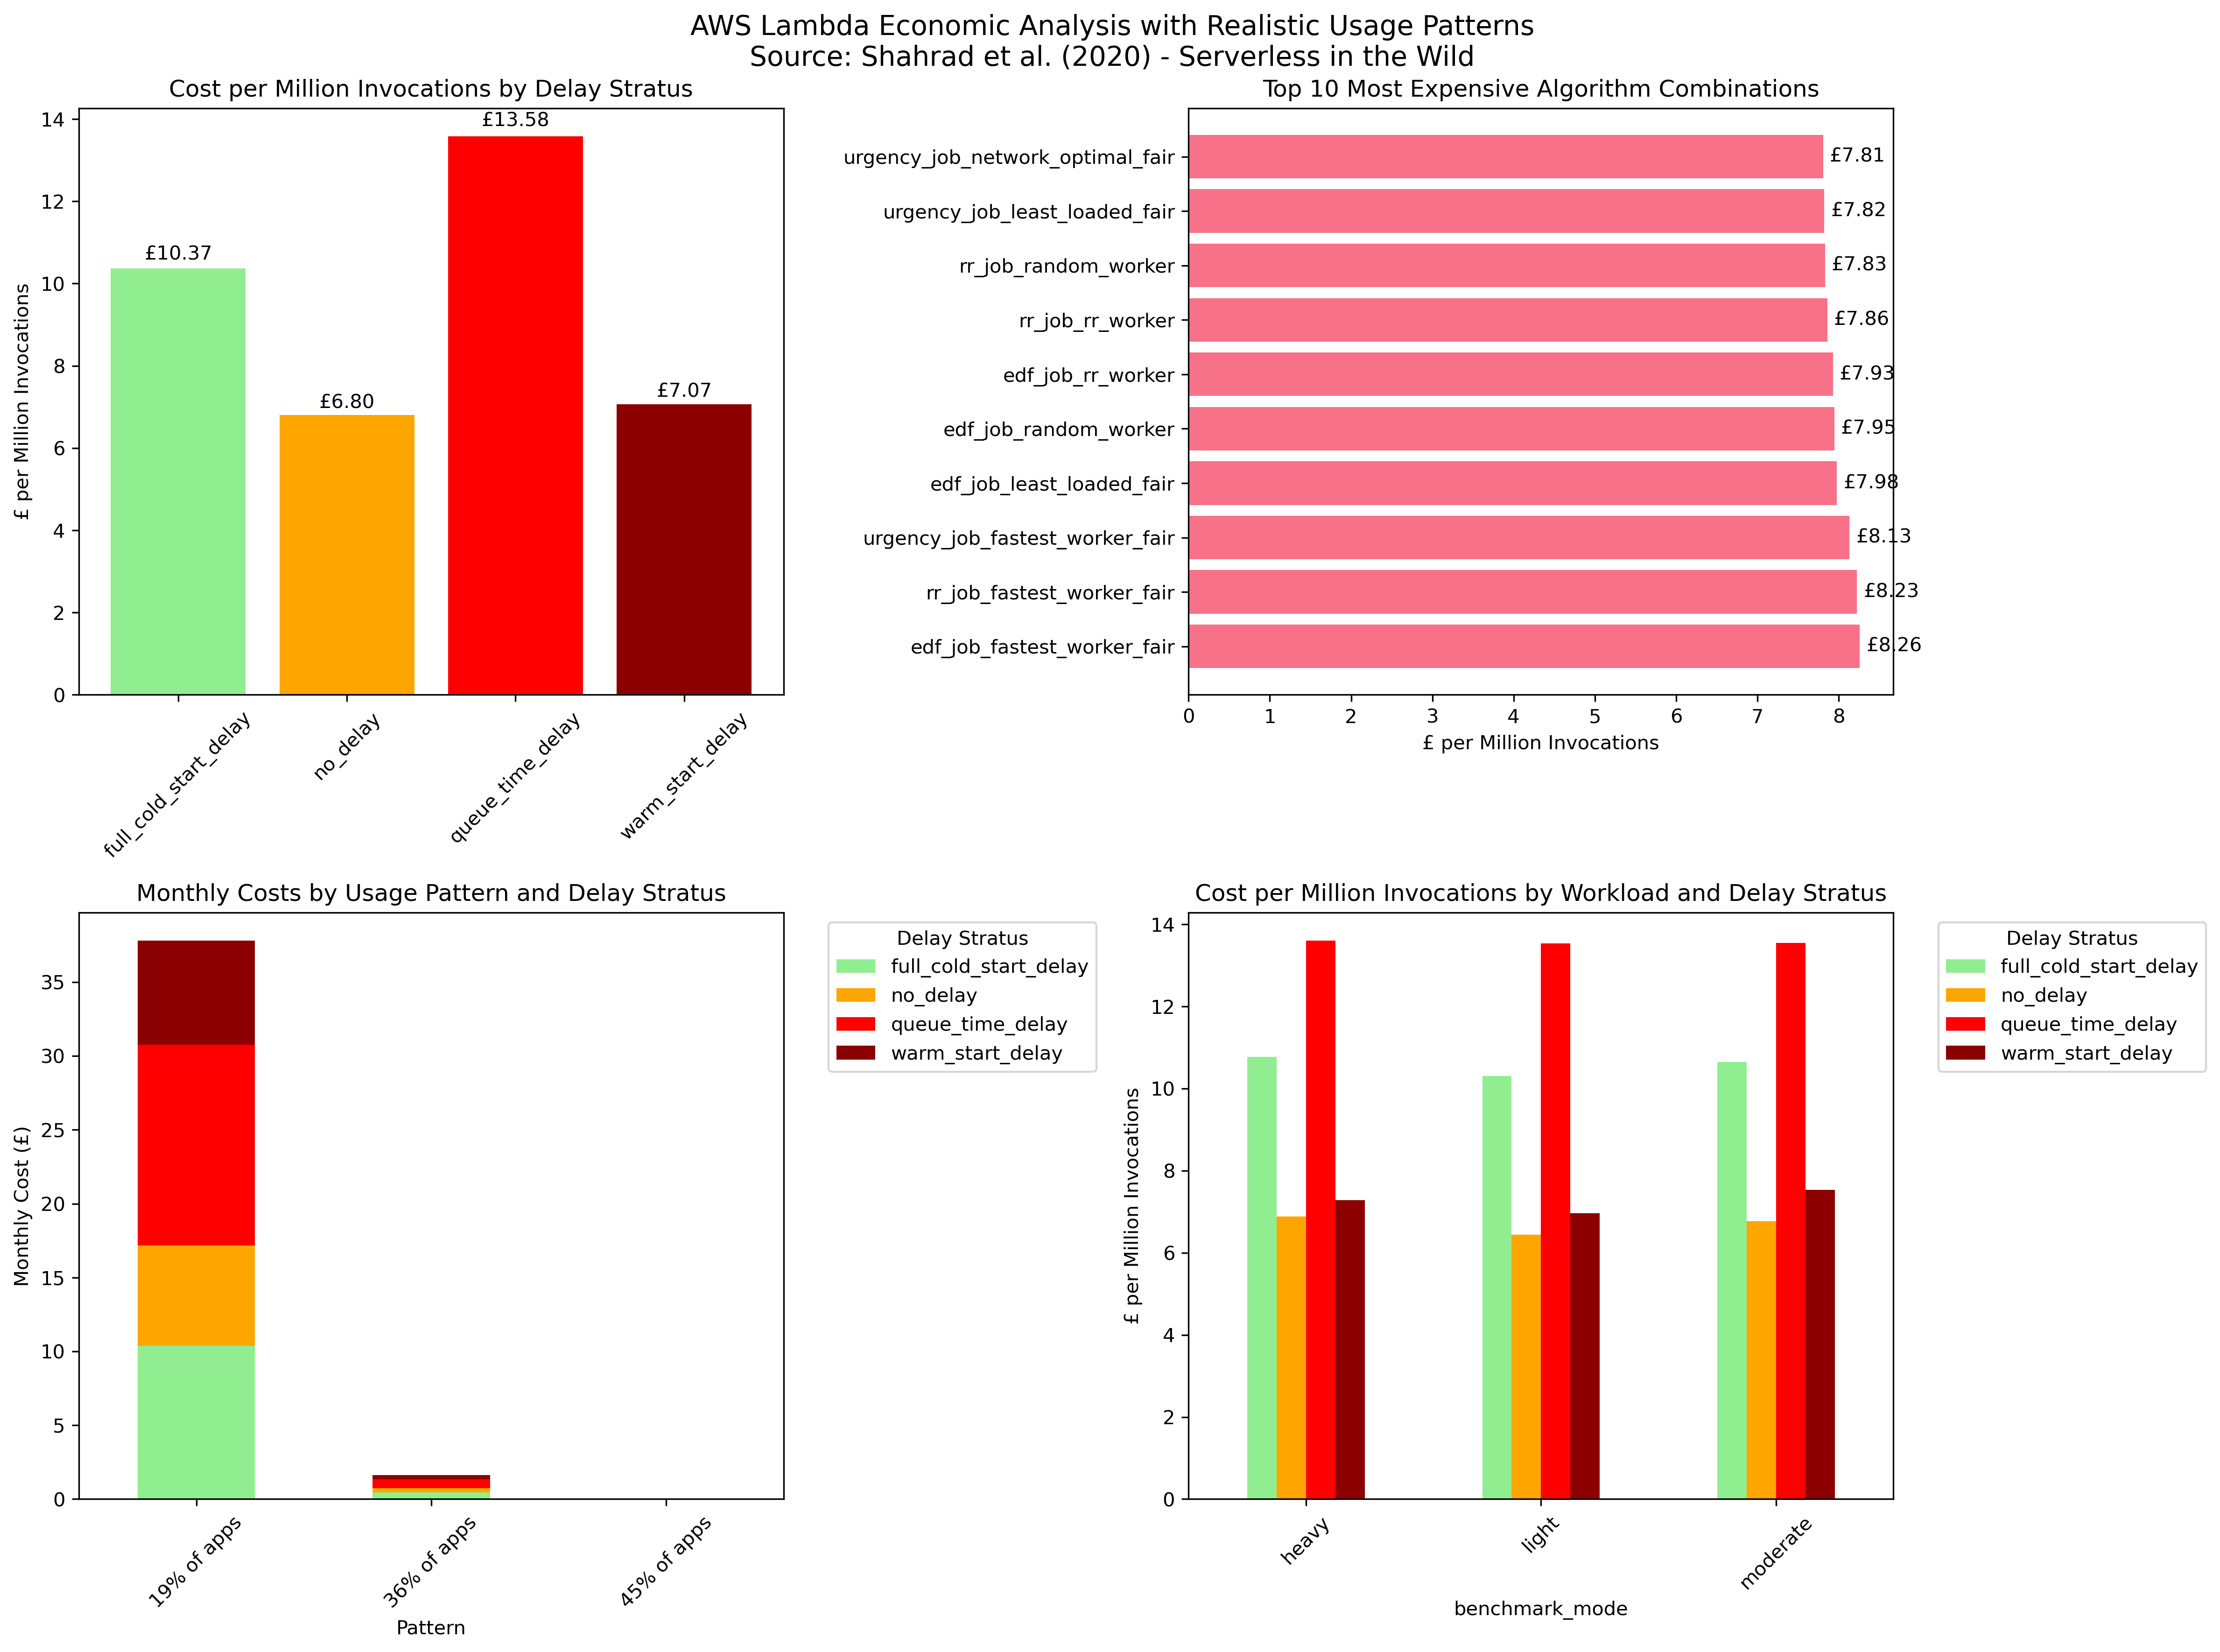 AWS Lambda Economic Analysis with Realistic Usage Patterns
Source: Shahrad et al. (2020) - Serverless in the Wild
Cost per Million Invocations by Delay Stratus
£ per Million Invocations
14
12
10
8
6
4
2
0
£10.37
£6.80
£13.58
£7.07
full_cold_start_delay
no_delay
queue_time_delay
warm_start_delay
Top 10 Most Expensive Algorithm Combinations
urgency_job_network_optimal_fair £7.81
urgency_job_least_loaded_fair £7.82
rr_job_random_worker £7.83
rr_job_rr_worker £7.86
edf_job_rr_worker £7.93
edf_job_random_worker £7.95
edf_job_least_loaded_fair £7.98
urgency_job_fastest_worker_fair £8.13
rr_job_fastest_worker_fair £8.23
edf_job_fastest_worker_fair £8.26
0 1 2 3 4 5 6 7 8
£ per Million Invocations
Monthly Costs by Usage Pattern and Delay Stratus
Monthly Cost (£)
35
30
25
20
15
10
5
0
19% of apps
36% of apps
45% of apps
Pattern
Delay Stratus
full_cold_start_delay
no_delay
queue_time_delay
warm_start_delay
Cost per Million Invocations by Workload and Delay Stratus
£ per Million Invocations
14
12
10
8
6
4
2
0
heavy
light
moderate
benchmark_mode
Delay Stratus
full_cold_start_delay
no_delay
queue_time_delay
warm_start_delay